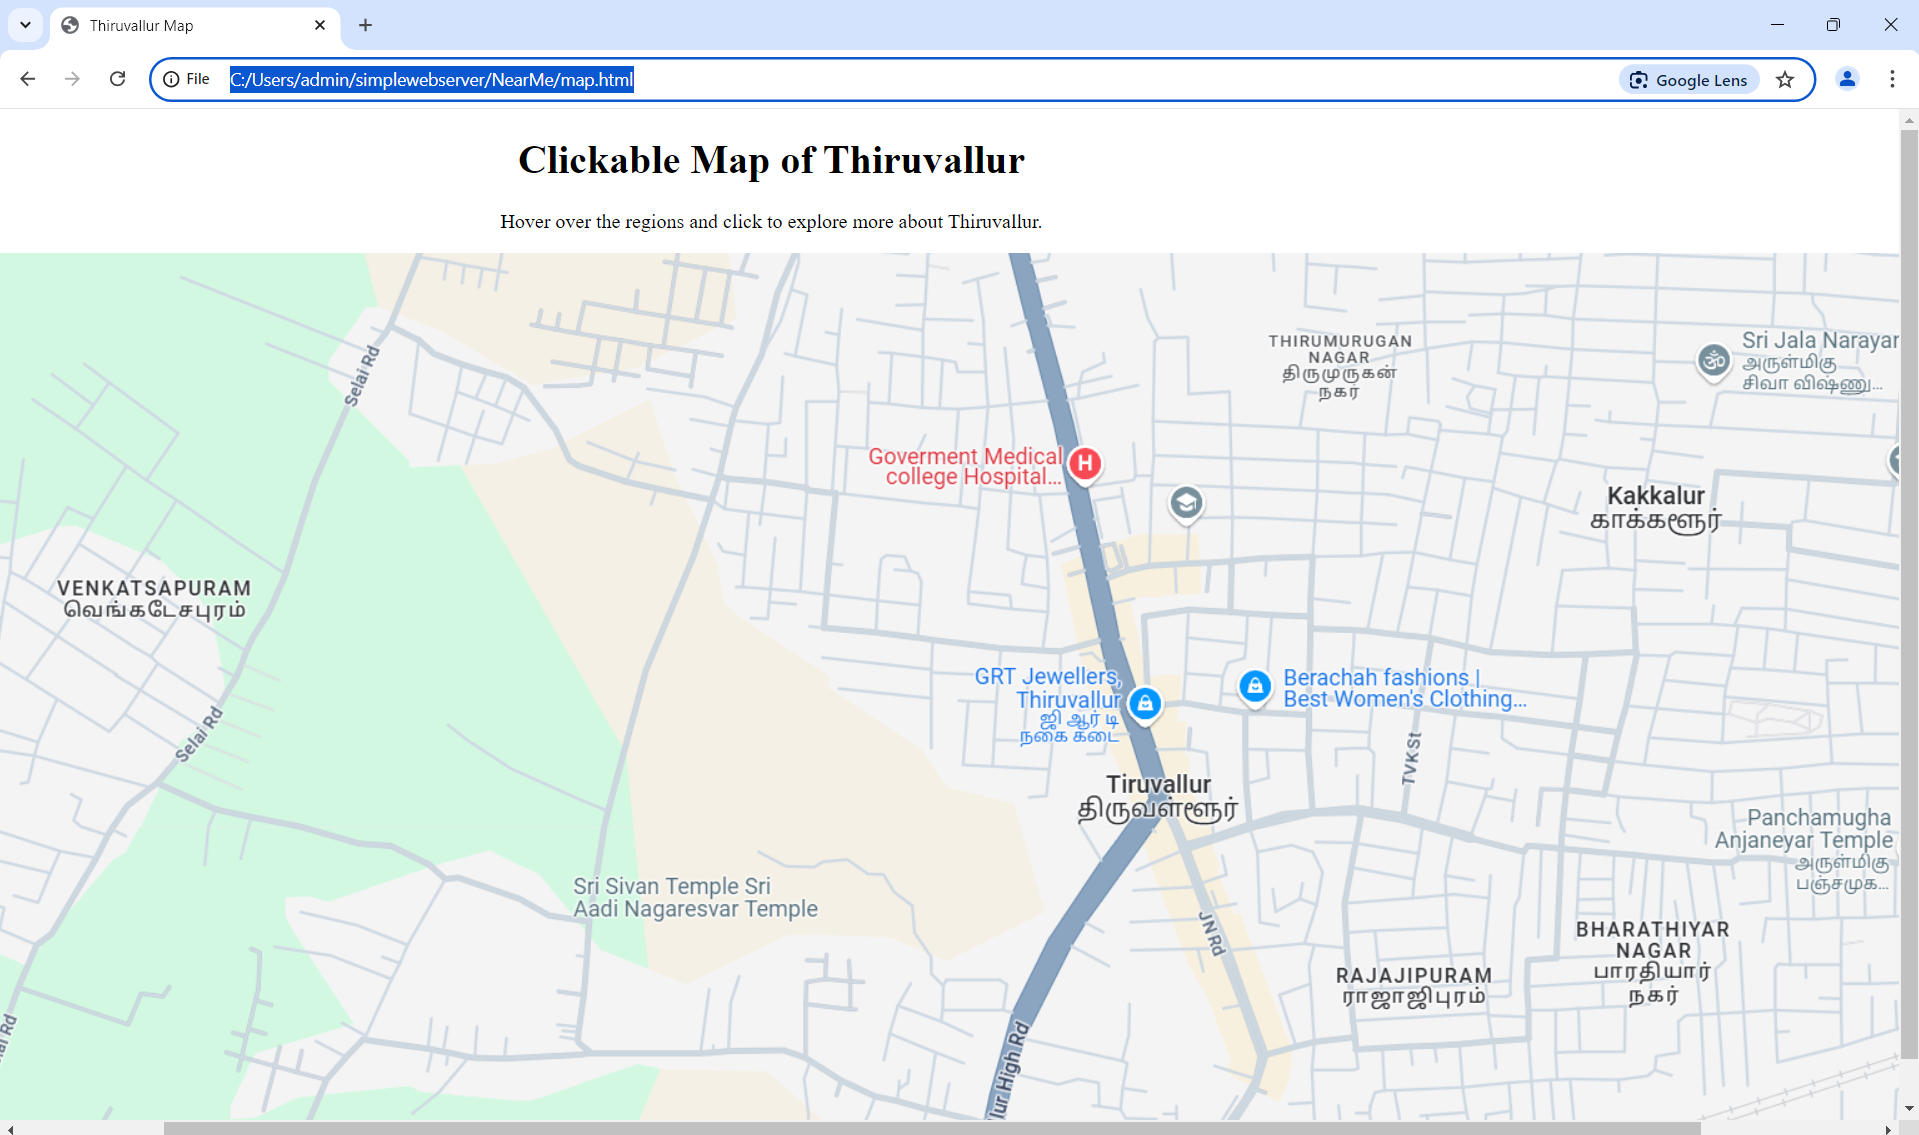 Thiruvallur Map
File
C:/Users/admin/simplewebserver/NearMe/map.html
Google Lens
Clickable Map of Thiruvallur
Hover over the regions and click to explore more about Thiruvallur.
Selai Rd
THIRUMURUGAN
NAGAR
திருமுருகன்
நகர்
Sri Jala Narayan
அருள்மிகு
சிவா விஷ்ணு...
Goverment Medical
college Hospital...
H
Kakkalur
காக்களூர்
VENKATSAPURAM
வெங்கடேசபுரம்
GRT Jewellers,
Thiruvallur
ஜி ஆர் டி
நகை கடை
Berachah fashions |
Best Women's Clothing...
Selai Rd
TVK St
Tiruvallur
திருவள்ளூர்
Panchamugha
Anjaneyar Temple
அருள்மிகு
பஞ்சமுக...
Sri Sivan Temple Sri
Aadi Nagaresvar Temple
JN Rd
BHARATHIYAR
NAGAR
பாரதியார்
நகர்
RAJAJIPURAM
ராஜாஜிபுரம்
lur High Rd